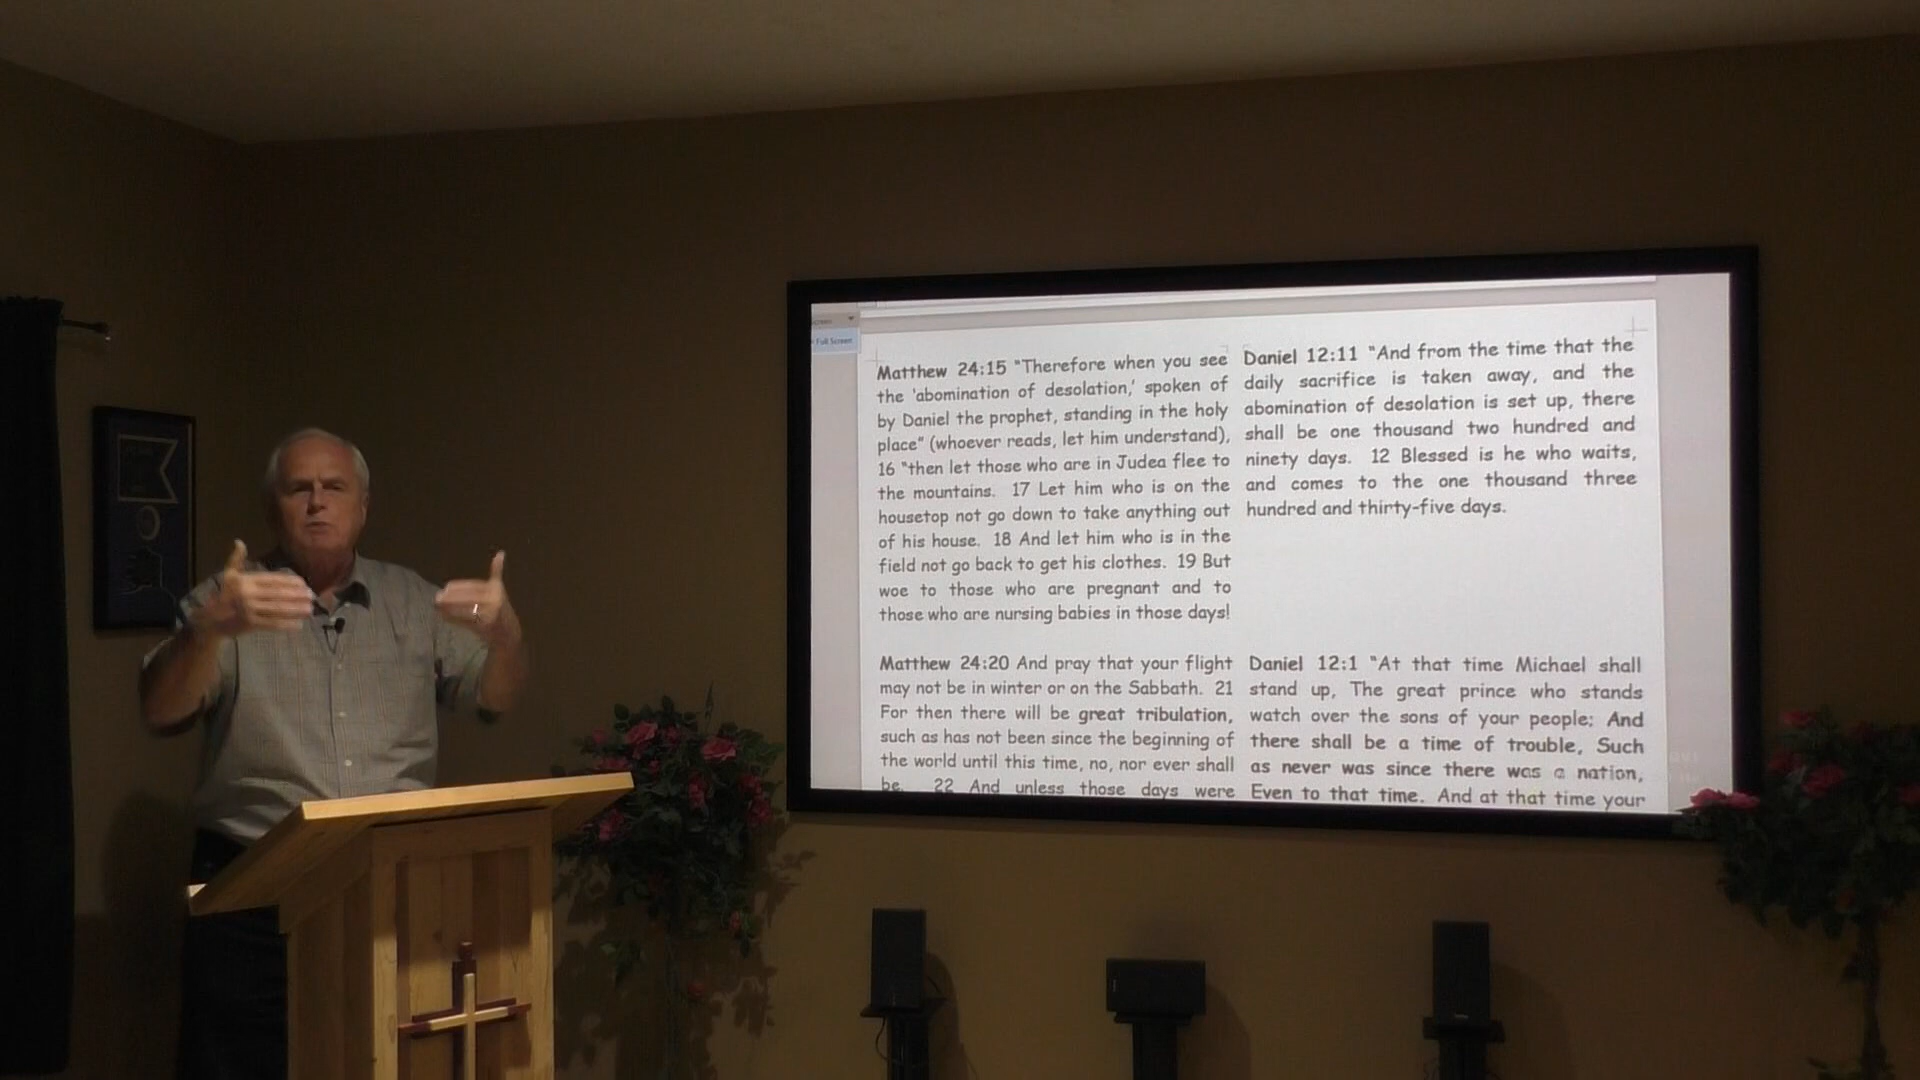 Full Screen
Matthew 24:15 "Therefore when you see
the 'abomination of desolation,' spoken of
by Daniel the prophet, standing in the holy
place" (whoever reads, let him understand),
16 "then let those who are in Judea flee to
the mountains. 17 Let him who is on the
housetop not go down to take anything out
of his house. 18 And let him who is in the
field not go back to get his clothes. 19 But
woe to those who are pregnant and to
those who are nursing babies in those days!
Daniel 12:11 "And from the time that the
daily sacrifice is taken away, and the
abomination of desolation is set up, there
shall be one thousand two hundred and
ninety days. 12 Blessed is he who waits,
and comes to the one thousand three
hundred and thirty-five days.
Matthew 24:20 And pray that your flight
may not be in winter or on the Sabbath. 21
For then there will be great tribulation,
such as has not been since the beginning of
the world until this time, no, nor ever shall
be. 22 And unless those days were
Daniel 12:1 "At that time Michael shall
stand up, The great prince who stands
watch over the sons of your people; And
there shall be a time of trouble, Such
as never was since there was a nation,
Even to that time. And at that time your